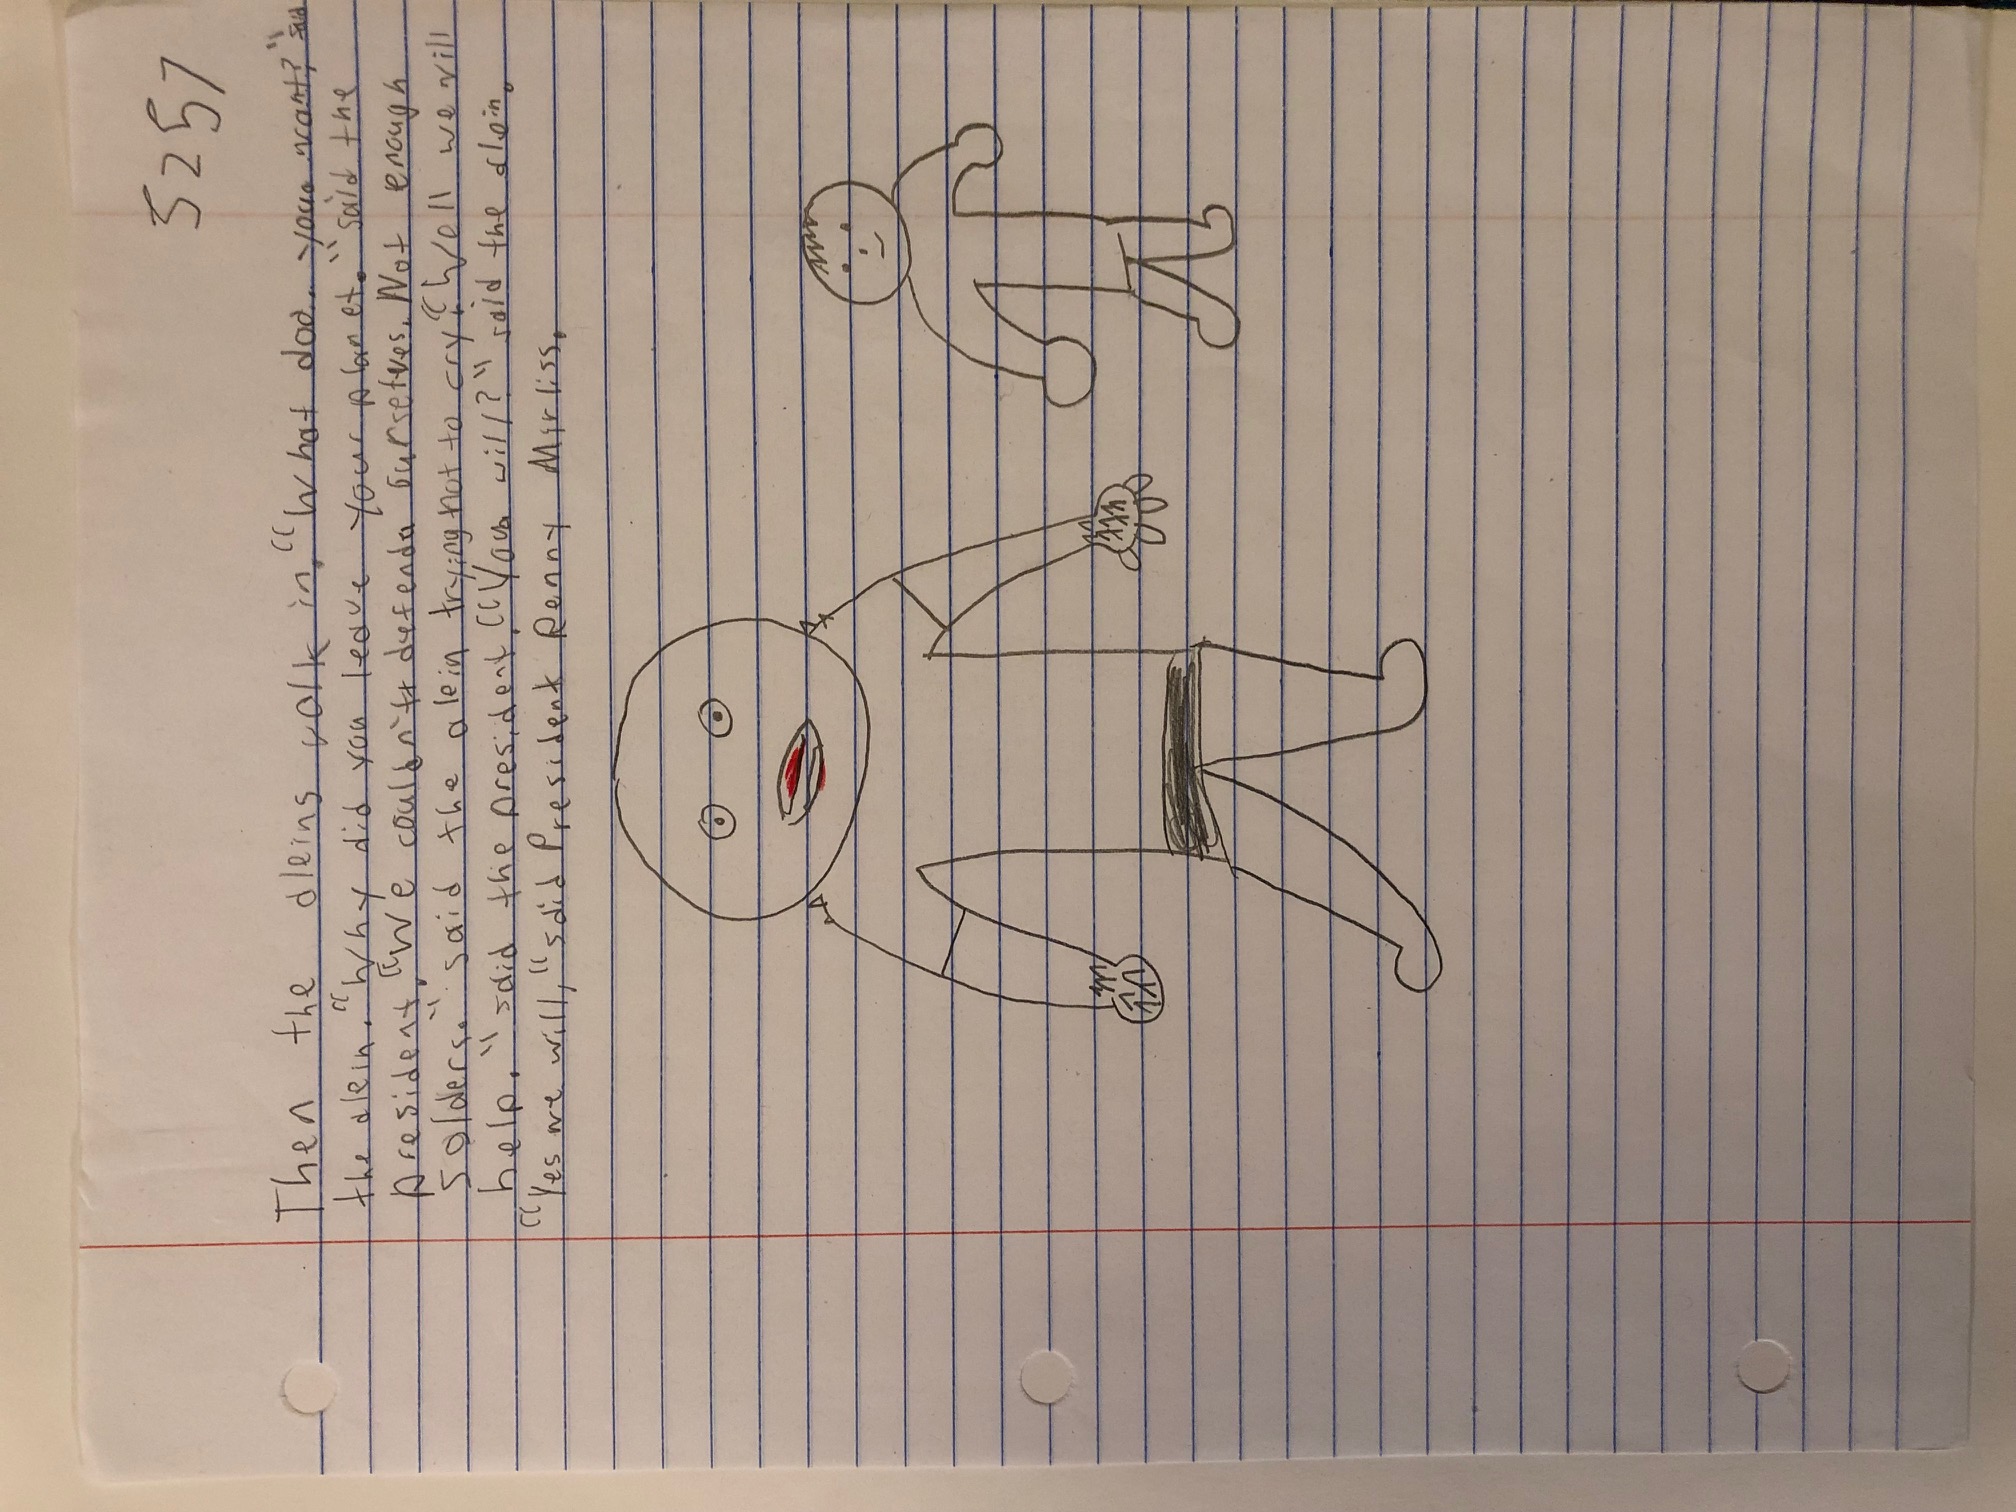 5257
Then the aleins walk in. "What doo.. youo want?" said
the alein. "Why did you leave your planet." said the
president. "We couldn't defenda ourselves. Not enough
solders." said the alein trying not to cry. "Well we will
help." said the president. "You will?" said the alein.
"Yes we will," said President Renny Mirliss.